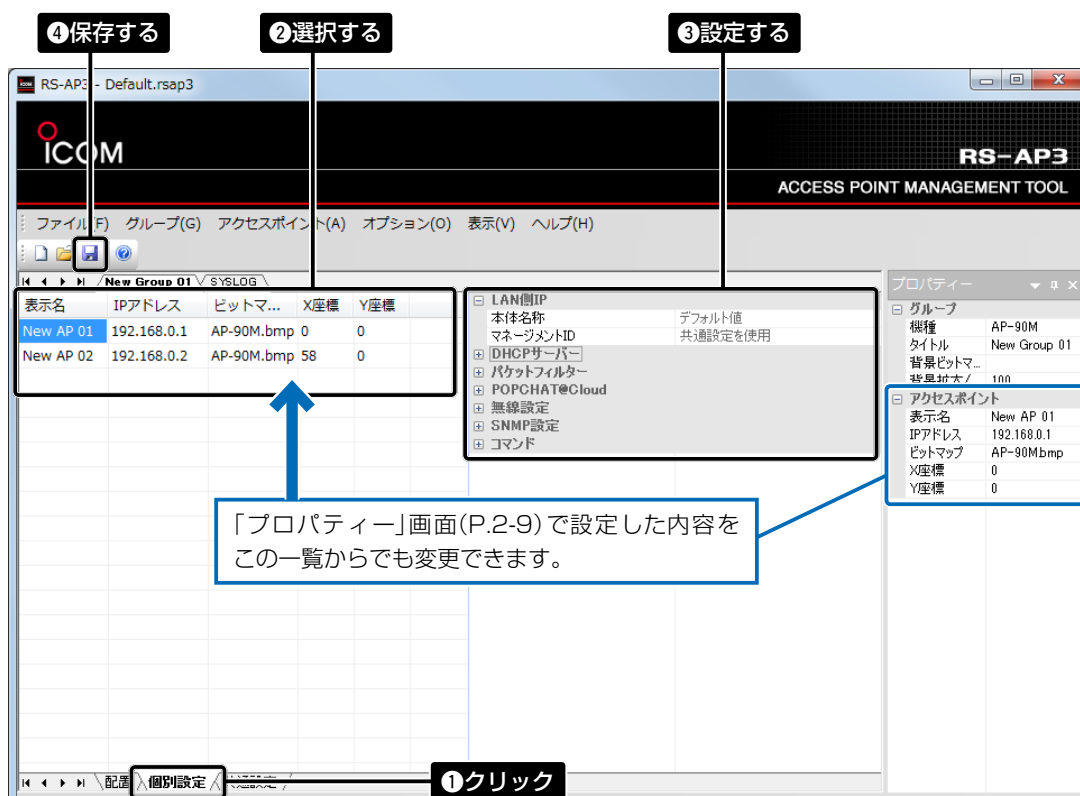 ❹保存する
❷選択する
❸設定する
RS-AP3 - Default.rsap3
ICOM
RS-AP3
ACCESS POINT MANAGEMENT TOOL
ファイル(F) グループ(G) アクセスポイント(A) オプション(O) 表示(V) ヘルプ(H)
New Group 01 SYSLOG
表示名 IPアドレス ビットマ... X座標 Y座標
New AP 01 192.168.0.1 AP-90M.bmp 0 0
New AP 02 192.168.0.2 AP-90M.bmp 58 0
LAN側IP
本体名称 デフォルト値
マネージメントID 共通設定を使用
DHCPサーバー
パケットフィルター
POPCHAT@Cloud
無線設定
SNMP設定
コマンド
プロパティー
グループ
機種 AP-90M
タイトル New Group 01
背景ビットマ...
背景拡大/ 100
アクセスポイント
表示名 New AP 01
IPアドレス 192.168.0.1
ビットマップ AP-90M.bmp
X座標 0
Y座標 0
「プロパティー」画面(P.2-9)で設定した内容を
この一覧からでも変更できます。
配置 個別設定
❶クリック